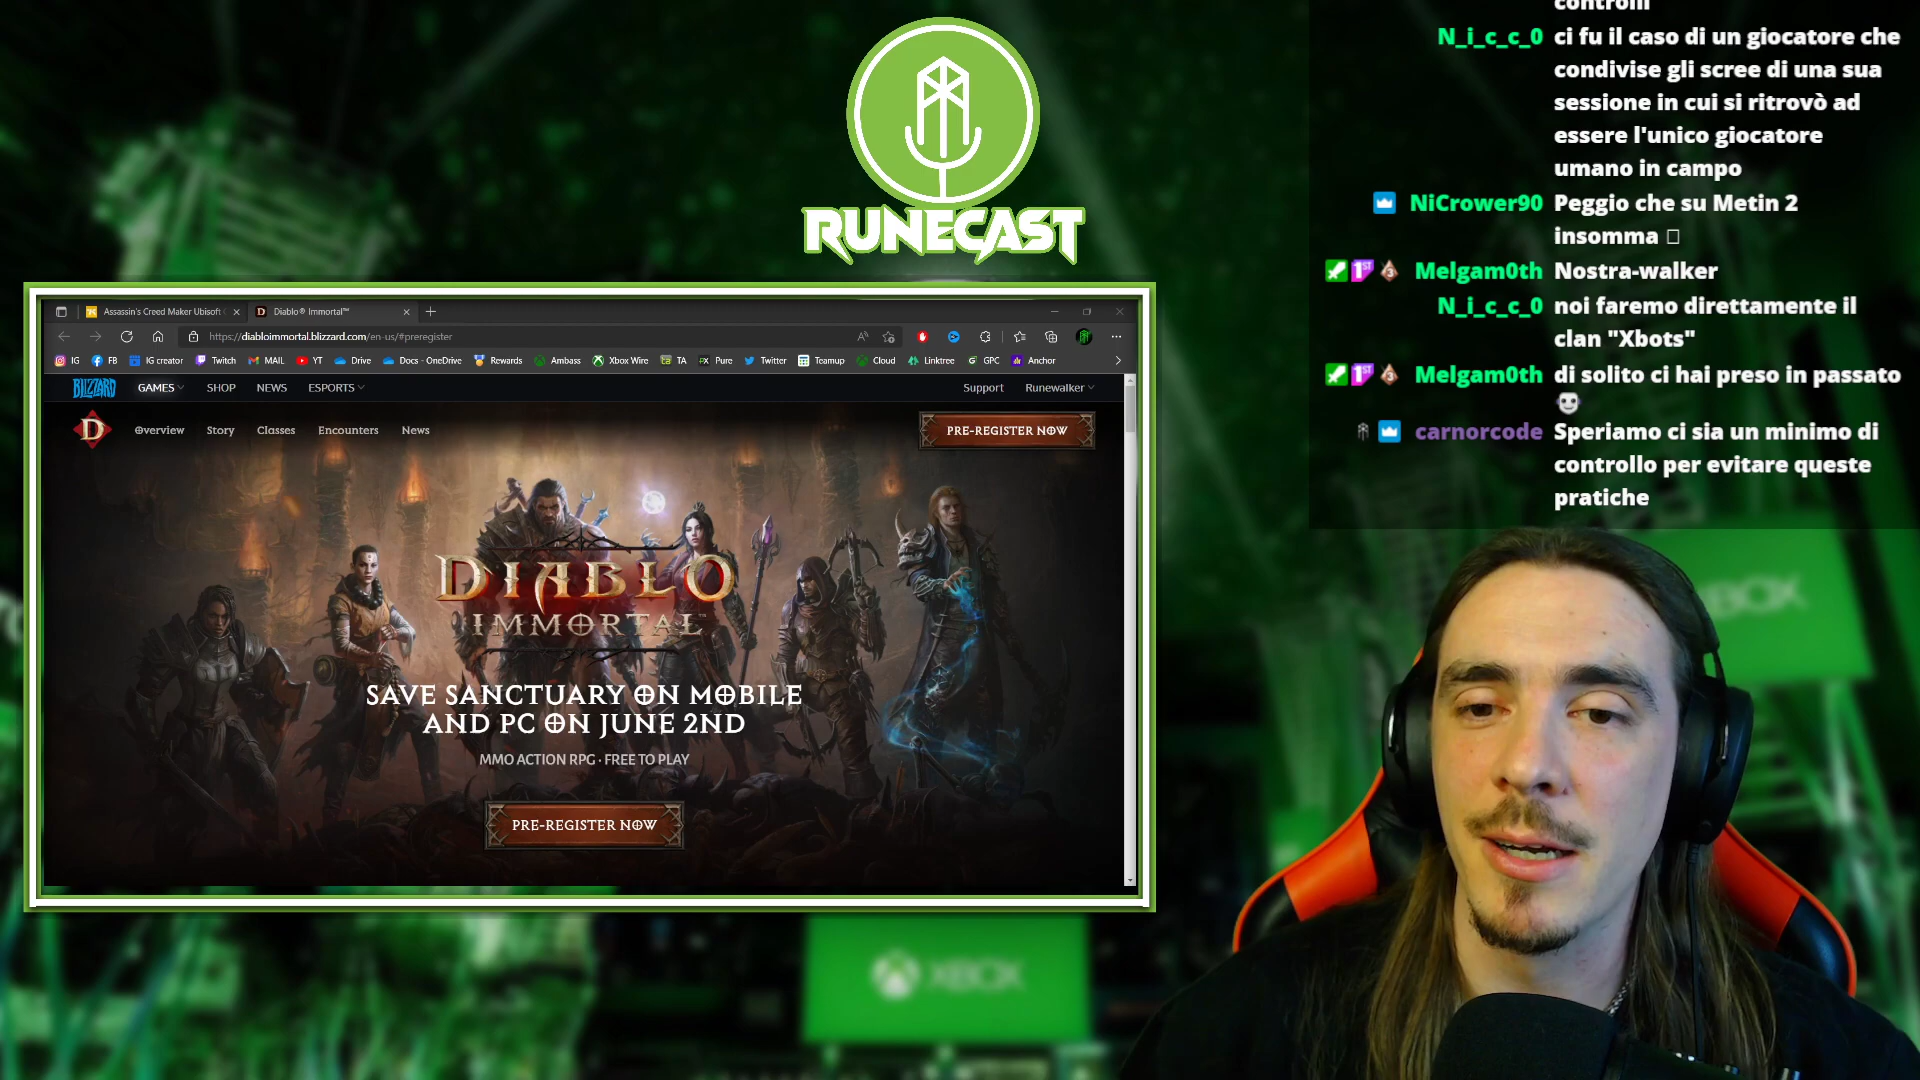 RUNECAST
Assassin's Creed Maker Ubisoft
Diablo® Immortal™
https://diabloimmortal.blizzard.com/en-us/#preregister
IG
FB
IG creator
Twitch
MAIL
YT
Drive
Docs - OneDrive
Rewards
Ambass
Xbox Wire
TA
Pure
Twitter
Teamup
Cloud
Linktree
GPC
Anchor
BLIZZARD
GAMES
SHOP
NEWS
ESPORTS
Support
Runewalker
D
Overview
Story
Classes
Encounters
News
PRE-REGISTER NOW
DIABLO
IMMORTAL
SAVE SANCTUARY ON MOBILE
AND PC ON JUNE 2ND
MMO ACTION RPG · FREE TO PLAY
PRE-REGISTER NOW
controlli
N_i_c_c_0 ci fu il caso di un giocatore che
condivise gli scree di una sua
sessione in cui si ritrovò ad
essere l'unico giocatore
umano in campo
NiCrower90 Peggio che su Metin 2
insomma
Melgam0th Nostra-walker
N_i_c_c_0 noi faremo direttamente il
clan "Xbots"
Melgam0th di solito ci hai preso in passato
carnorcode Speriamo ci sia un minimo di
controllo per evitare queste
pratiche
XBOX
XBOX